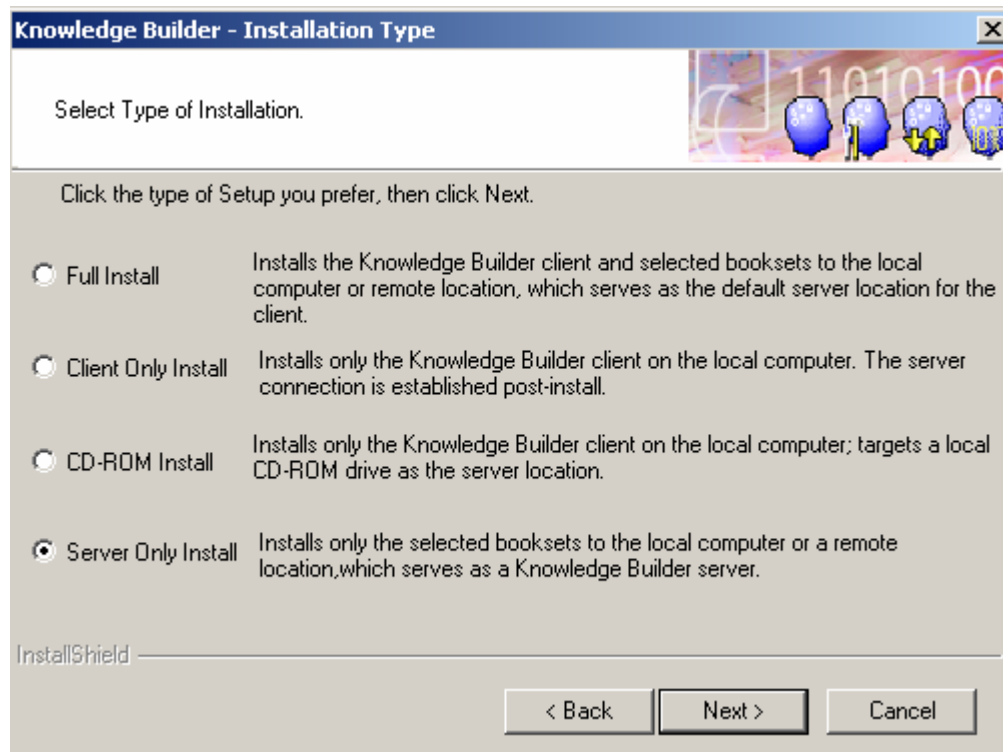 Knowledge Builder - Installation Type
11010100
Select Type of Installation.
Click the type of Setup you prefer, then click Next.
Full Install
Installs the Knowledge Builder client and selected booksets to the local
computer or remote location, which serves as the default server location for the
client.
Client Only Install
Installs only the Knowledge Builder client on the local computer. The server
connection is established post-install.
CD-ROM Install
Installs only the Knowledge Builder client on the local computer; targets a local
CD-ROM drive as the server location.
Server Only Install
Installs only the selected booksets to the local computer or a remote
location,which serves as a Knowledge Builder server.
InstallShield
< Back
Next >
Cancel